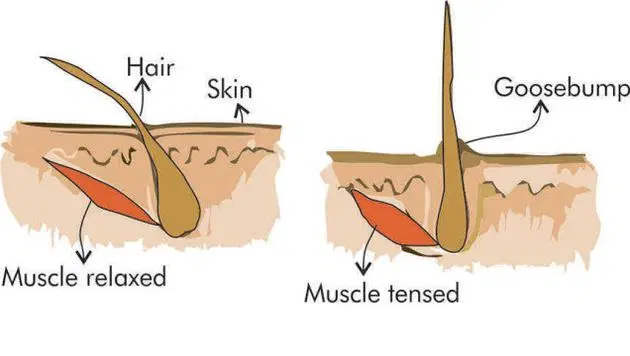 Hair
Skin
Muscle relaxed
Goosebump
Muscle tensed